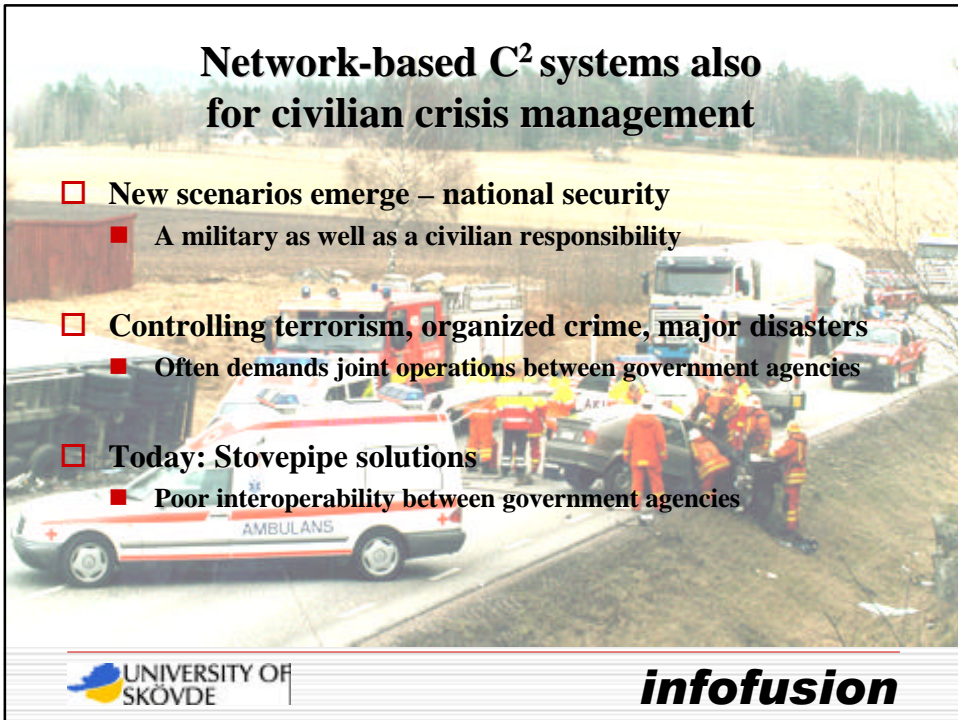 Network-based C² systems also
for civilian crisis management
New scenarios emerge – national security
A military as well as a civilian responsibility
Controlling terrorism, organized crime, major disasters
Often demands joint operations between government agencies
Today: Stovepipe solutions
Poor interoperability between government agencies
AMBULANS
UNIVERSITY OF
SKÖVDE
infofusion